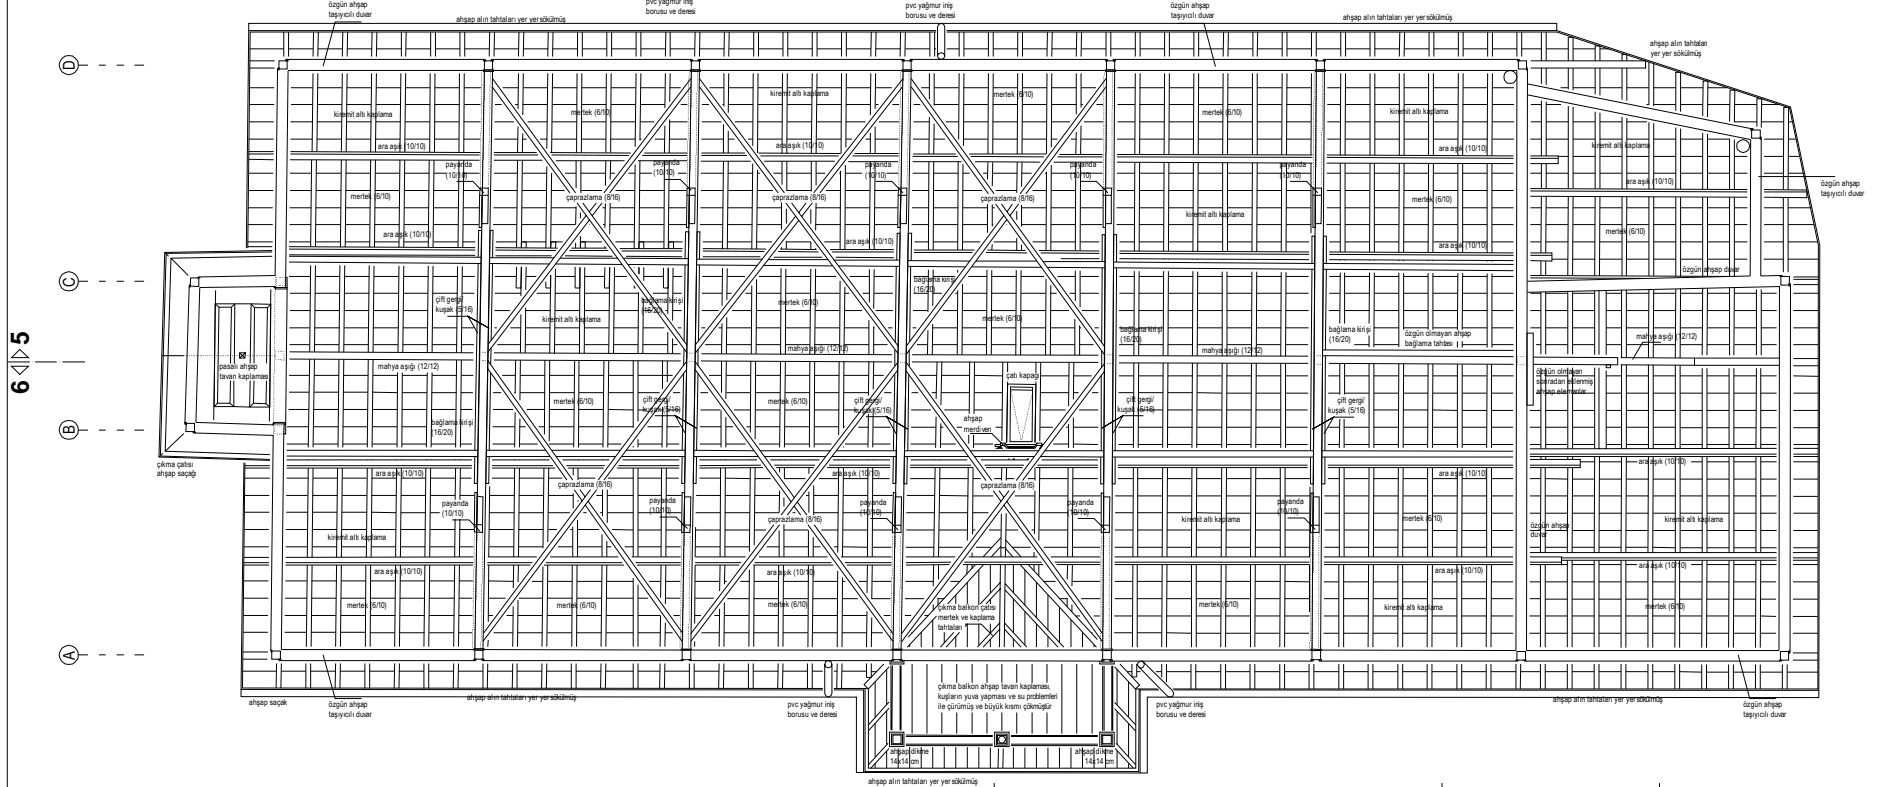 özgün ahşap
taşıyıcılı duvar
ahşap alın tahtaları yer yer sökülmüş
pvc yağmur iniş
borusu ve deresi
pvc yağmur iniş
borusu ve deresi
özgün ahşap
taşıyıcılı duvar
ahşap alın tahtaları yer yer sökülmüş
ahşap alın tahtaları
yer yer sökülmüş
D
kiremit altı kaplama
mertek (6/10)
kiremit altı kaplama
mertek (6/10)
mertek (6/10)
kiremit altı kaplama
kiremit altı kaplama
ara aşık (10/10)
ara aşık (10/10)
ara aşık (10/10)
payanda
(10/10)
payanda
(10/10)
payanda
(10/10)
payanda
(10/10)
payanda
(10/10)
ara aşık (10/10)
özgün ahşap
taşıyıcılı duvar
mertek (6/10)
çaprazlama (8/16)
çaprazlama (8/16)
çaprazlama (8/16)
kiremit altı kaplama
mertek (6/10)
mertek (6/10)
ara aşık (10/10)
ara aşık (10/10)
ara aşık (10/10)
C
özgün ahşap duvar
çift gergi/
kuşak (5/16)
kiremit altı kaplama
bağlama kirişi
(16/20)
mertek (6/10)
bağlama kirişi
(16/20)
mertek (6/10)
bağlama kirişi
(16/20)
bağlama kirişi
(16/20)
özgün olmayan ahşap
bağlama tahtası
mahya aşığı (12/12)
6 5
pasalı ahşap
tavan kaplaması
mahya aşığı (12/12)
mahya aşığı (12/12)
mahya aşığı (12/12)
çatı kapağı
özgün olmayan
sonradan eklenmiş
ahşap elemanlar
mertek (6/10)
çift gergi/
kuşak (5/16)
mertek (6/10)
çift gergi/
kuşak (5/16)
ahşap
merdiven
çift gergi/
kuşak (5/16)
çift gergi/
kuşak (5/16)
B
bağlama kirişi
(16/20)
çıkma çatısı
ahşap saçağı
ara aşık (10/10)
ara aşık (10/10)
ara aşık (10/10)
ara aşık (10/10)
çaprazlama (8/16)
çaprazlama (8/16)
payanda
(10/10)
payanda
(10/10)
payanda
(10/10)
payanda
(10/10)
payanda
(10/10)
çaprazlama (8/16)
kiremit altı kaplama
mertek (6/10)
kiremit altı kaplama
özgün ahşap
duvar
kiremit altı kaplama
ara aşık (10/10)
ara aşık (10/10)
ara aşık (10/10)
ara aşık (10/10)
mertek (6/10)
mertek (6/10)
mertek (6/10)
çıkma balkon çatısı
mertek ve kaplama
tahtaları
mertek (6/10)
kiremit altı kaplama
mertek (6/10)
A
ahşap saçak
özgün ahşap
taşıyıcılı duvar
ahşap alın tahtaları yer yer sökülmüş
pvc yağmur iniş
borusu ve deresi
çıkma balkon ahşap tavan kaplaması,
kuşların yuva yapması ve su problemleri
ile çürümüş ve büyük kısmı çökmüştür
pvc yağmur iniş
borusu ve deresi
ahşap alın tahtaları yer yer sökülmüş
özgün ahşap
taşıyıcılı duvar
ahşap dikme
14x14 cm
ahşap dikme
14x14 cm
ahşap alın tahtaları yer yer sökülmüş